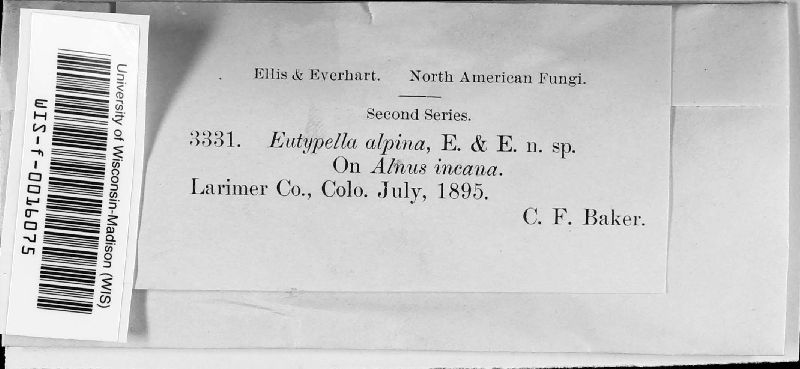 Ellis & Everhart. North American Fungi.
Second Series.
3331. Eutypella alpina, E. & E. n. sp.
On Alnus incana.
Larimer Co., Colo. July, 1895.
C. F. Baker.
University of Wisconsin-Madison (WIS)
WIS-f-0016075